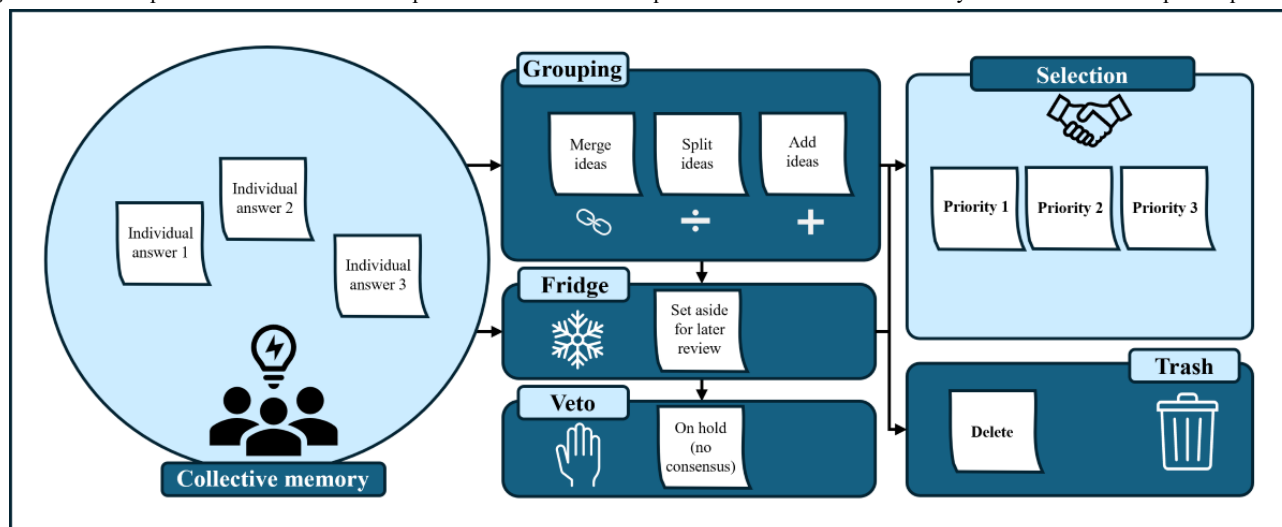 Individual
answer 1
Individual
answer 2
Individual
answer 3
Collective memory
Grouping
Merge
ideas
Split
ideas
Add
ideas
Fridge
Set aside
for later
review
Veto
On hold
(no
consensus)
Selection
Priority 1
Priority 2
Priority 3
Trash
Delete